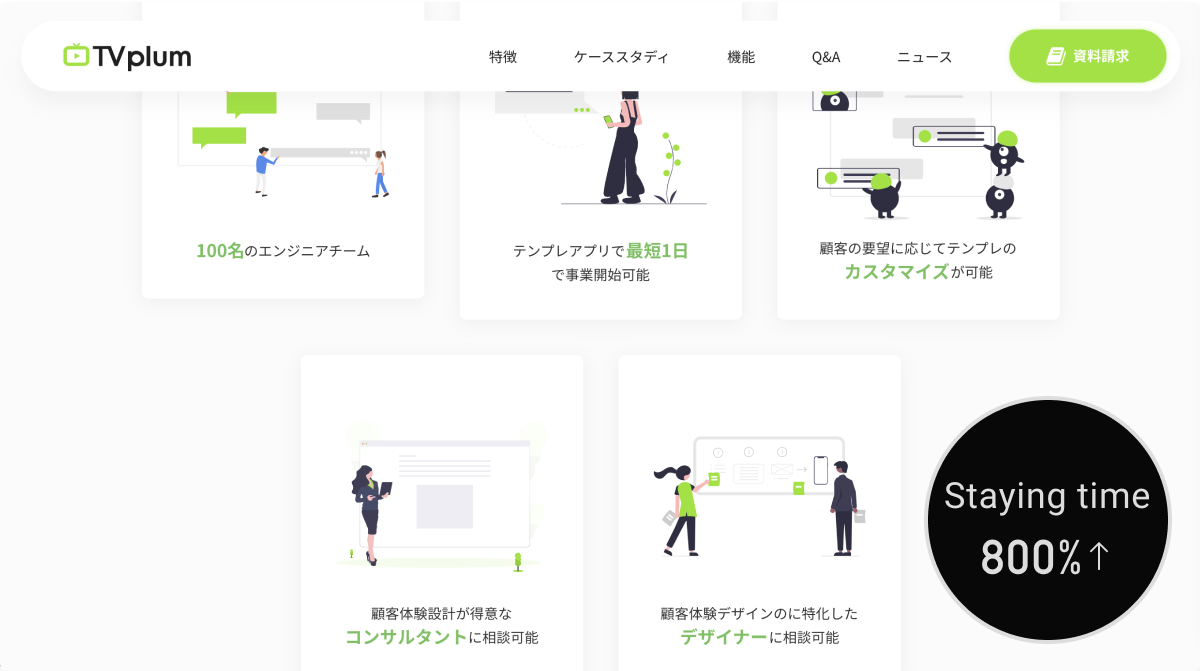 TVplum
特徴
ケーススタディ
機能
Q&A
ニュース
資料請求
100名のエンジニアチーム
テンプレアプリで最短1日
で事業開始可能
顧客の要望に応じてテンプレの
カスタマイズが可能
顧客体験設計が得意な
コンサルタントに相談可能
顧客体験デザインのに特化した
デザイナーに相談可能
Staying time
800%↑